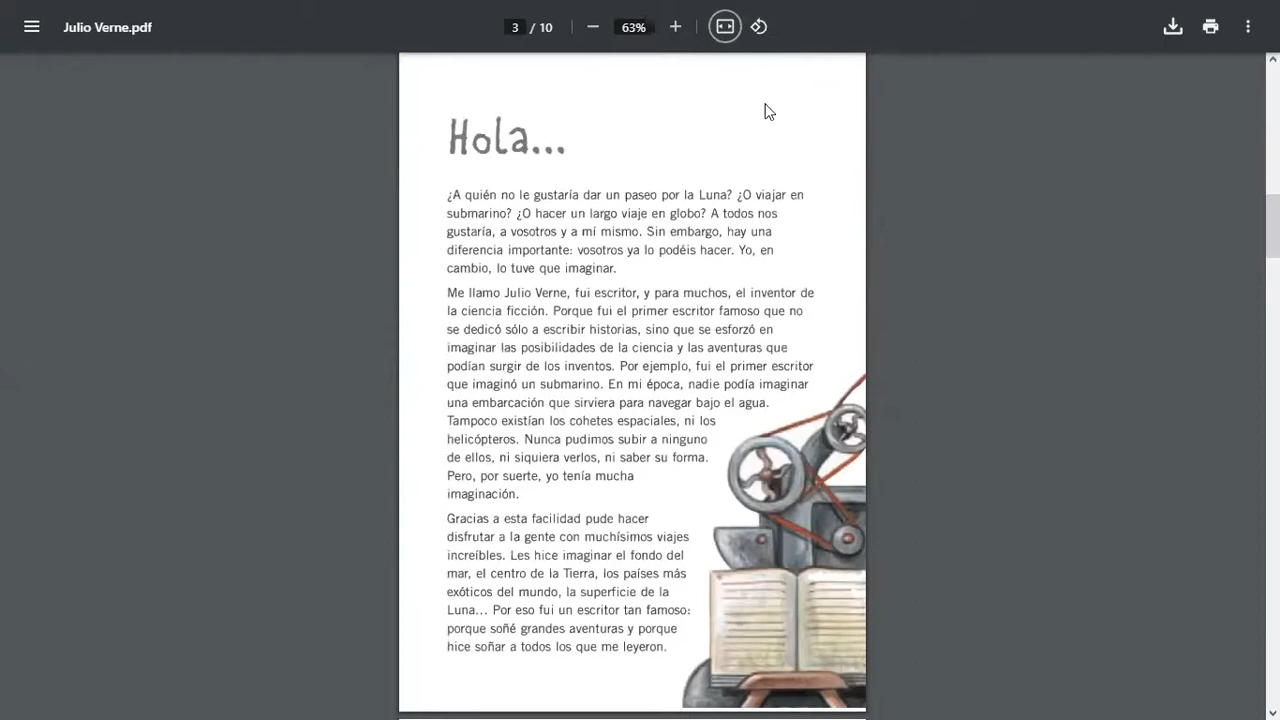 Julio Verne.pdf
3 / 10
63%
Hola...
¿A quién no le gustaría dar un paseo por la Luna? ¿O viajar en
submarino? ¿O hacer un largo viaje en globo? A todos nos
gustaría, a vosotros y a mí mismo. Sin embargo, hay una
diferencia importante: vosotros ya lo podéis hacer. Yo, en
cambio, lo tuve que imaginar.
Me llamo Julio Verne, fui escritor, y para muchos, el inventor de
la ciencia ficción. Porque fui el primer escritor famoso que no
se dedicó sólo a escribir historias, sino que se esforzó en
imaginar las posibilidades de la ciencia y las aventuras que
podían surgir de los inventos. Por ejemplo, fui el primer escritor
que imaginó un submarino. En mi época, nadie podía imaginar
una embarcación que sirviera para navegar bajo el agua.
Tampoco existían los cohetes espaciales, ni los
helicópteros. Nunca pudimos subir a ninguno
de ellos, ni siquiera verlos, ni saber su forma.
Pero, por suerte, yo tenía mucha
imaginación.
Gracias a esta facilidad pude hacer
disfrutar a la gente con muchísimos viajes
increíbles. Les hice imaginar el fondo del
mar, el centro de la Tierra, los países más
exóticos del mundo, la superficie de la
Luna... Por eso fui un escritor tan famoso:
porque soñé grandes aventuras y porque
hice soñar a todos los que me leyeron.